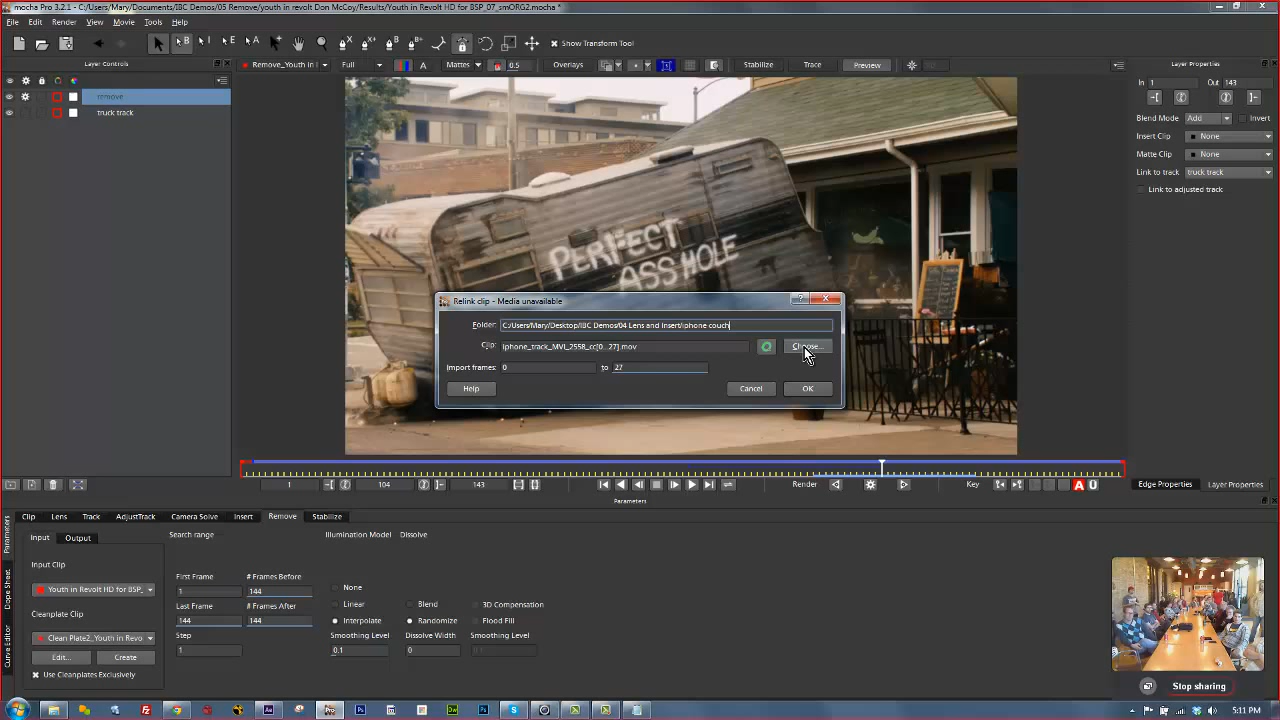 mocha Pro 3.2.1 - C:/Users/Mary/Documents/IBC Demos/05 Remove/youth in revolt Don McCoy/Results/Youth in Revolt HD for BSP_07_smORG2.mocha *
File Edit Render View Movie Tools Help
Show Transform Tool
Layer Controls
Remove_Youth in I Full Mattes 0.5 Overlays Stabilize Trace Preview
Layer Properties
remove
truck track
In 1 Out 143
Blend Mode Add Invert
Insert Clip None
Matte Clip None
Link to track truck track
Link to adjusted track
PERFECT
ASSHOLE
Relink clip - Media unavailable
Folder: C:/Users/Mary/Desktop/IBC Demos/04 Lens and Insert/iphone couch
Clip: iphone_track_MVI_2558_cc[0...27].mov Choose...
Import frames: 0 to 27
Help Cancel OK
1 104 143 Render Key
Edge Properties Layer Properties
Parameters
Clip Lens Track AdjustTrack Camera Solve Insert Remove Stabilize
Parameters
Dope Sheet
Curve Editor
Input Output
Input Clip
Youth in Revolt HD for BSP_
Cleanplate Clip
Clean Plate2_Youth in Revo
Edit... Create
Use Cleanplates Exclusively
Search range
First Frame # Frames Before
1 144
Last Frame # Frames After
144 144
Step
1
Illumination Model Dissolve
None
Linear Blend 3D Compensation
Interpolate Randomize Flood Fill
Smoothing Level Dissolve Width Smoothing Level
0.1 0
Stop sharing
5:11 PM